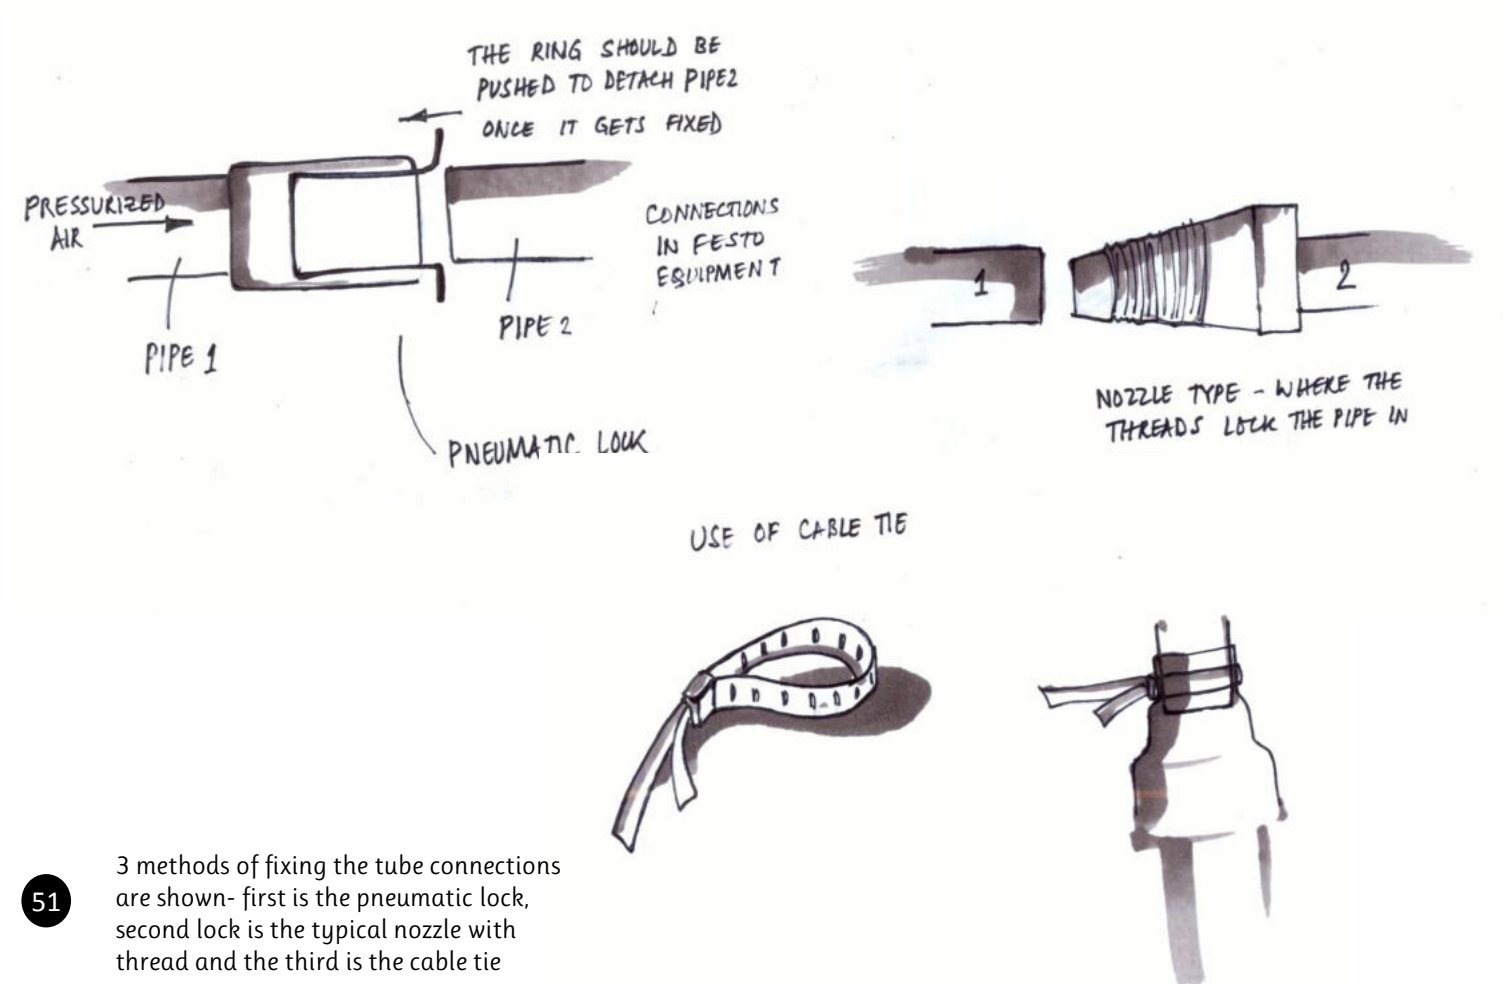 THE RING SHOULD BE
PUSHED TO DETACH PIPE2
ONCE IT GETS FIXED
PRESSURIZED
AIR
PIPE 1
PIPE 2
PNEUMATIC LOCK
CONNECTIONS
IN FESTO
EQUIPMENT
1
2
NOZZLE TYPE - WHERE THE
THREADS LOCK THE PIPE IN
USE OF CABLE TIE
51
3 methods of fixing the tube connections
are shown- first is the pneumatic lock,
second lock is the typical nozzle with
thread and the third is the cable tie